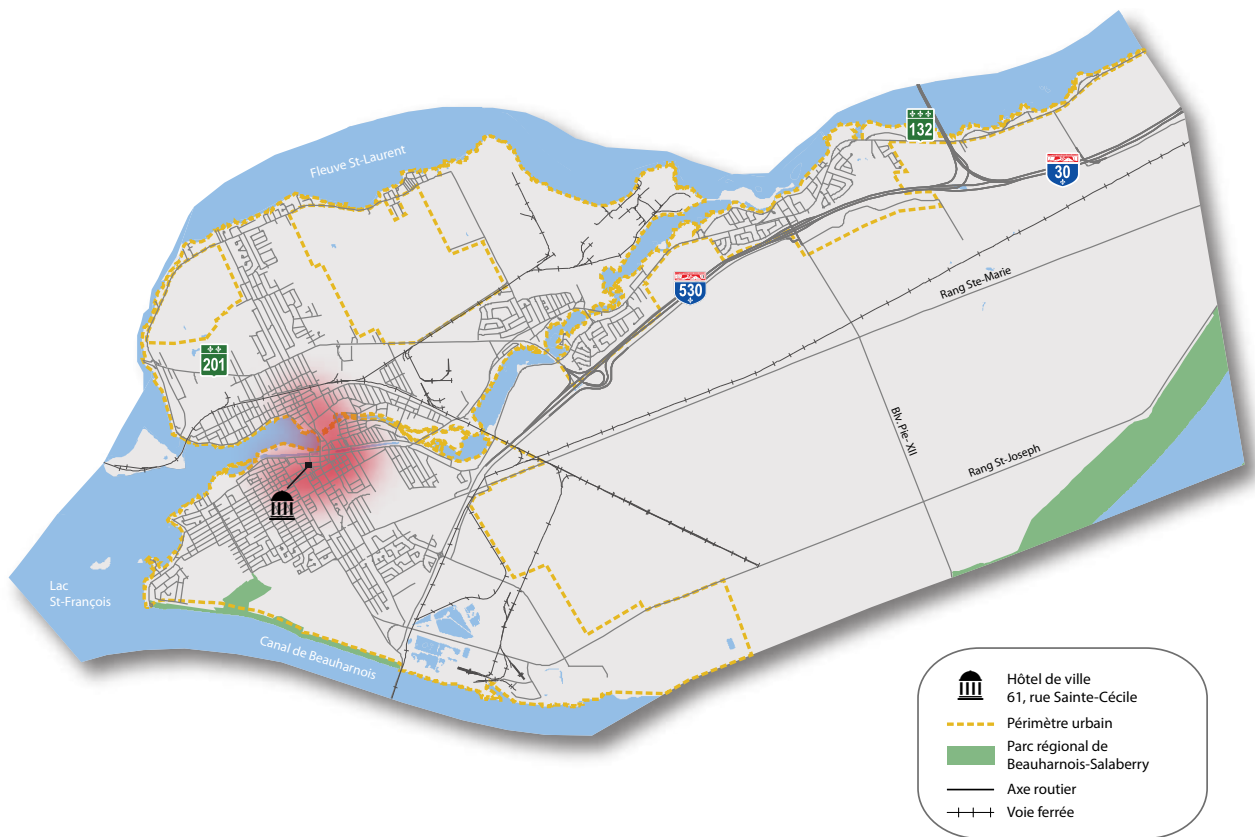 Fleuve St-Laurent
132
30
530
Rang Ste-Marie
201
Blv. Pie-XII
Rang St-Joseph
Lac
St-François
Canal de Beauharnois
Hôtel de ville
61, rue Sainte-Cécile
Périmètre urbain
Parc régional de
Beauharnois-Salaberry
Axe routier
Voie ferrée